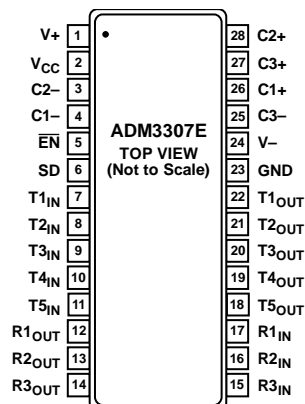 V+ 1 28 C2+
VCC 2 27 C3+
C2– 3 26 C1+
C1– 4 25 C3–
EN 5 24 V–
SD 6 23 GND
T1IN 7 22 T1OUT
T2IN 8 21 T2OUT
T3IN 9 20 T3OUT
T4IN 10 19 T4OUT
T5IN 11 18 T5OUT
R1OUT 12 17 R1IN
R2OUT 13 16 R2IN
R3OUT 14 15 R3IN
ADM3307E
TOP VIEW
(Not to Scale)